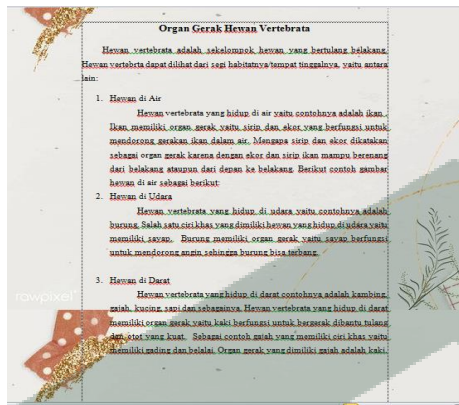 Organ Gerak Hewan Vertebrata
Hewan vertebrata adalah sekelompok hewan yang bertulang belakang.
Hewan vertebrta dapat dilihat dari segi habitatnya/tempat tinggalnya, yaitu antara
lain:
1. Hewan di Air
Hewan vertebrata yang hidup di air yaitu contohnya adalah ikan .
Ikan memiliki organ gerak yaitu sirip dan ekor yang berfungsi untuk
mendorong gerakan ikan dalam air. Mengapa sirip dan ekor dikatakan
sebagai organ gerak karena dengan ekor dan sirip ikan mampu berenang
dari belakang ataupun dari depan ke belakang. Berikut contoh gambar
hewan di air sebagai berikut:
2. Hewan di Udara
Hewan vertebrata yang hidup di udara yaitu contohnya adalah
burung. Salah satu ciri khas yang dimiliki hewan yang hidup di udara yaitu
memiliki sayap. Burung memiliki organ gerak yaitu sayap berfungsi
untuk mendorong angin sehingga burung bisa terbang.
3. Hewan di Darat
Hewan vertebrata yang hidup di darat contohnya adalah kambing,
gajah, kucing, sapi dan sebagainya. Hewan vertebrata yang hidup di darat
memiliki organ gerak yaitu kaki berfungsi untuk bergerak dibantu tulang
dan otot yang kuat. Sebagai contoh gajah yang memiliki ciri khas yaitu
memiliki gading dan belalai. Organ gerak yang dimiliki gajah adalah kaki.
rawpixel